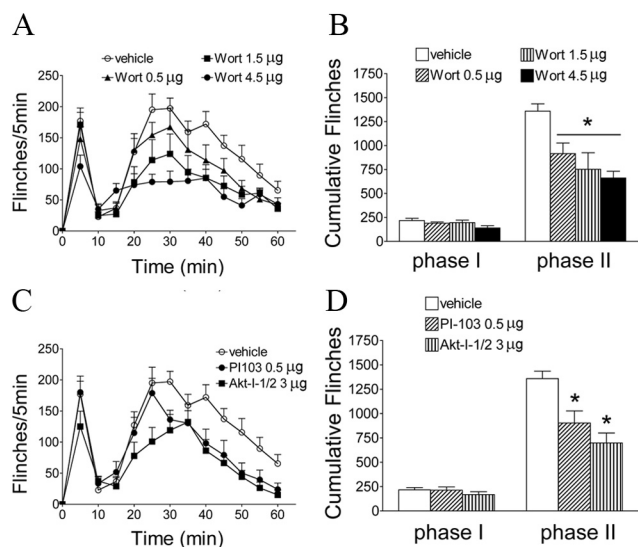 A
vehicle
Wort 1.5 µg
Wort 0.5 µg
Wort 4.5 µg
Flinches/5min
250
200
150
100
50
0
0 10 20 30 40 50 60
Time (min)
B
vehicle
Wort 1.5 µg
Wort 0.5 µg
Wort 4.5 µg
Cumulative Flinches
1750
1500
1250
1000
750
500
250
0
*
phase I phase II
C
vehicle
PI103 0.5 µg
Akt-I-1/2 3 µg
Flinches/5min
250
200
150
100
50
0
0 10 20 30 40 50 60
Time (min)
D
vehicle
PI-103 0.5 µg
Akt-I-1/2 3 µg
Cumulative Flinches
1750
1500
1250
1000
750
500
250
0
*
*
phase I phase II